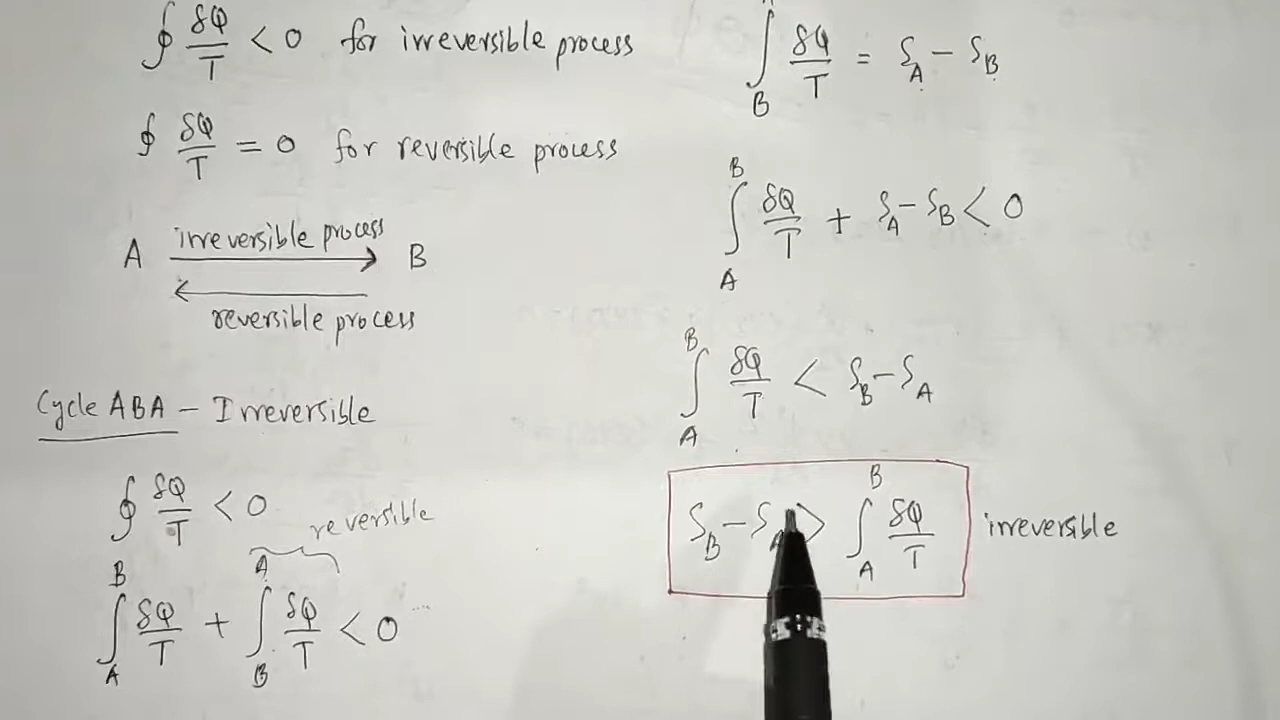 ∮ δQ/T < 0 for irreversible process
∮ δQ/T = 0 for reversible process
A irreversible process → B
← reversible process
Cycle ABA – Irreversible
∮ δQ/T < 0
reversible
∫_A^B δQ/T + ∫_B^A δQ/T < 0 ....
∫_B^A δQ/T = S_A – S_B
∫_A^B δQ/T + S_A – S_B < 0
∫_A^B δQ/T < S_B – S_A
S_B – S_A > ∫_A^B δQ/T irreversible